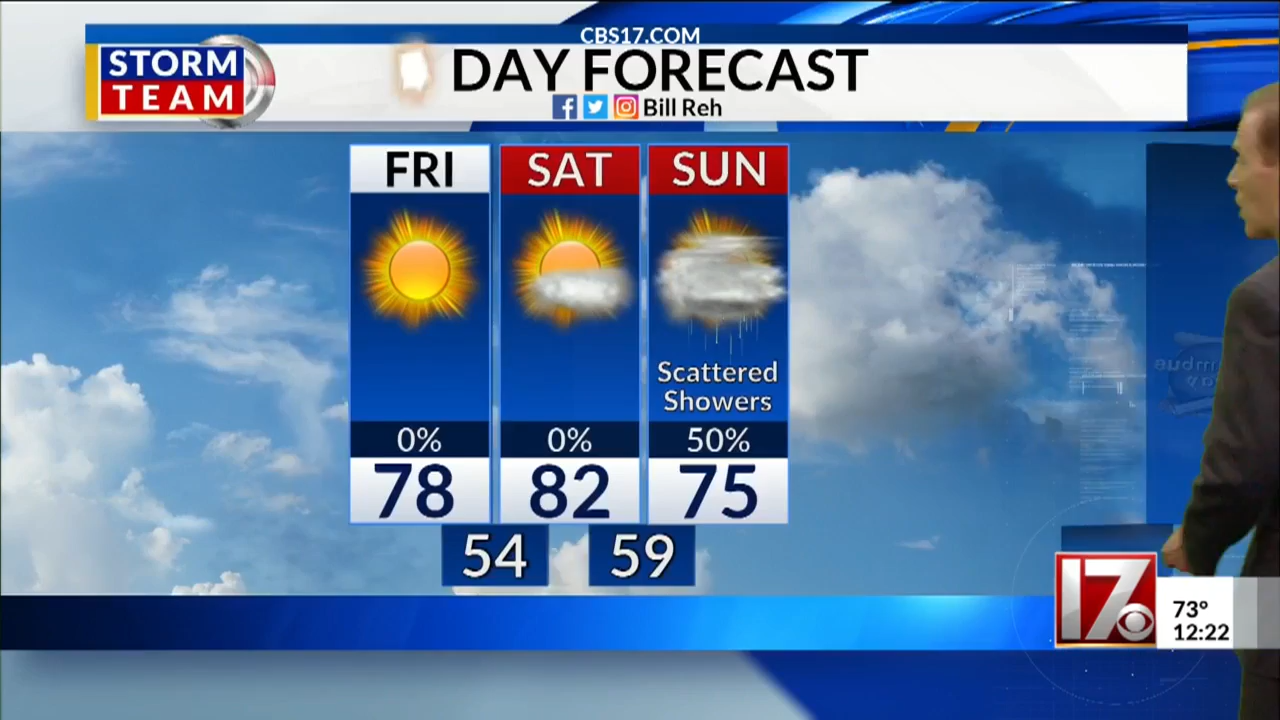 CBS17.COM
STORM
TEAM
DAY FORECAST
Bill Reh
FRI
SAT
SUN
Scattered
Showers
0%
0%
50%
78
82
75
54
59
17
73°
12:22